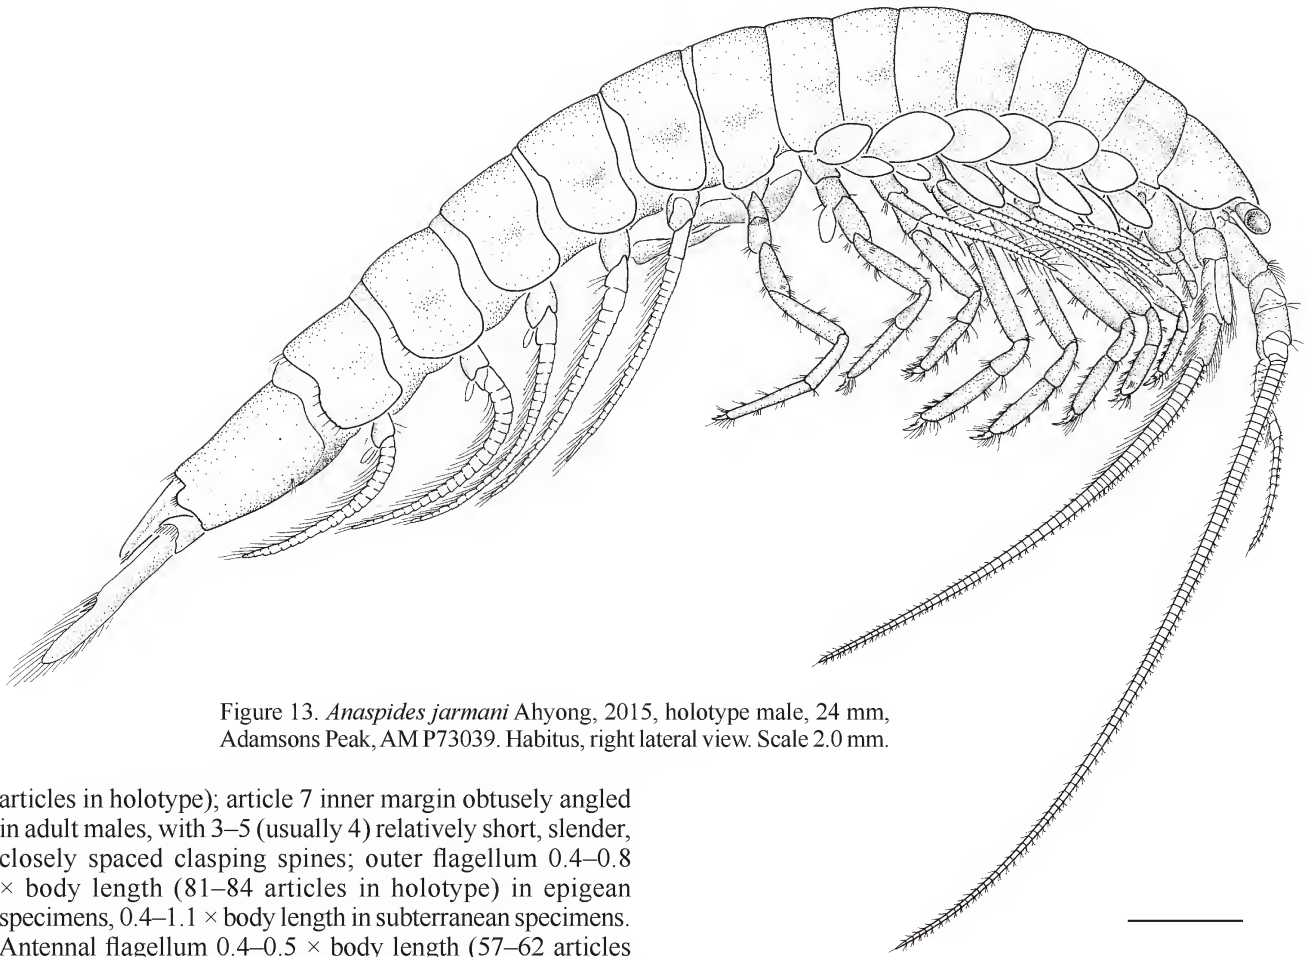 Figure 13. Anaspides jarmani Ahyong, 2015, holotype male, 24 mm,
Adamsons Peak, AM P73039. Habitus, right lateral view. Scale 2.0 mm.
articles in holotype); article 7 inner margin obtusely angled
in adult males, with 3–5 (usually 4) relatively short, slender,
closely spaced clasping spines; outer flagellum 0.4–0.8
× body length (81–84 articles in holotype) in epigean
specimens, 0.4–1.1 × body length in subterranean specimens.
Antennal flagellum 0.4–0.5 × body length (57–62 articles